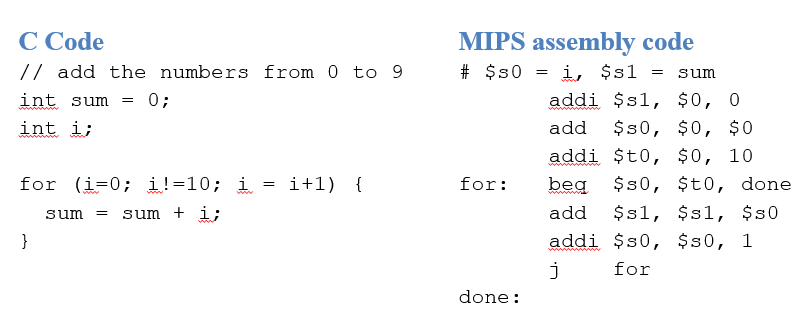 C Code
// add the numbers from 0 to 9
int sum = 0;
int i;
for (i=0; i!=10; i = i+1) {
sum = sum + i;
}
MIPS assembly code
# $s0 = i, $s1 = sum
addi $s1, $0, 0
add $s0, $0, $0
addi $t0, $0, 10
for: beq $s0, $t0, done
add $s1, $s1, $s0
addi $s0, $s0, 1
j for
done: